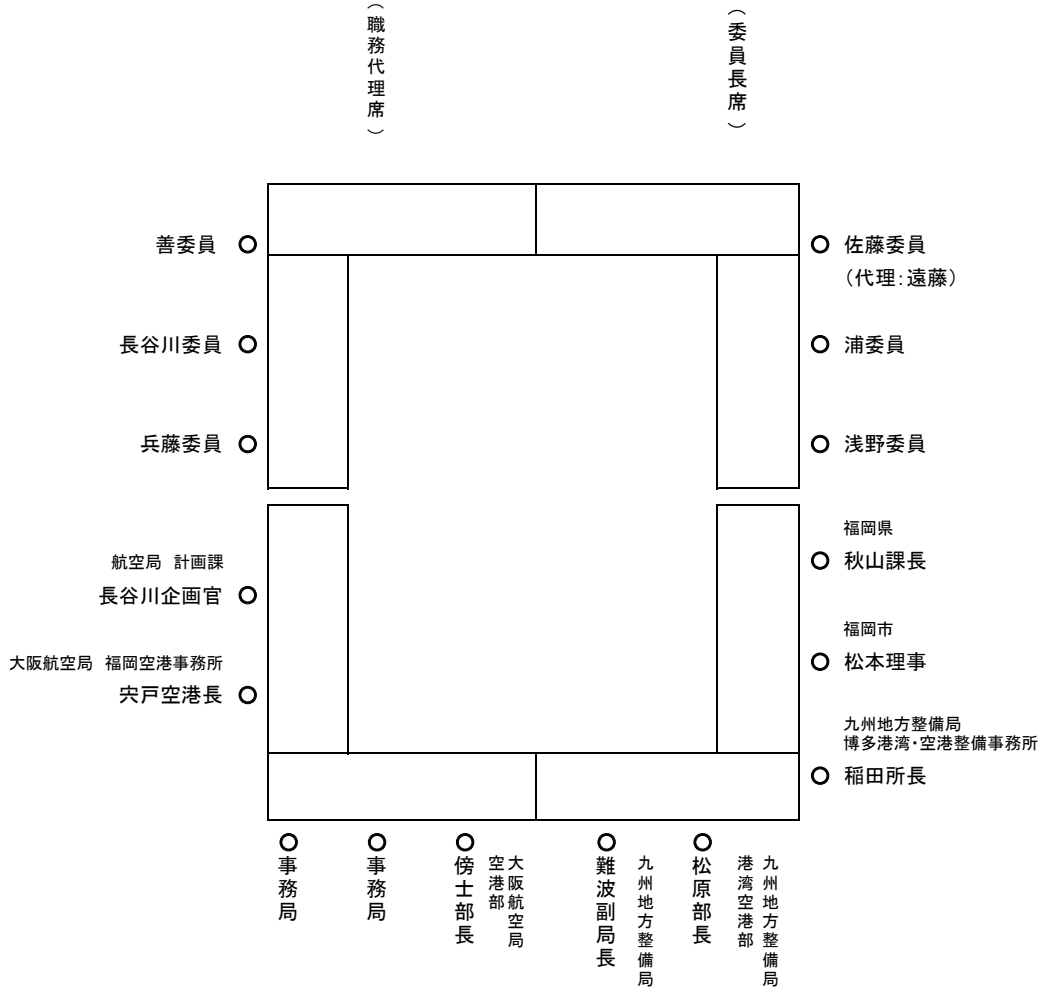 （職務代理席）
（委員長席）
善委員
長谷川委員
兵藤委員
航空局　計画課
長谷川企画官
大阪航空局　福岡空港事務所
宍戸空港長
佐藤委員
（代理：遠藤）
浦委員
浅野委員
福岡県
秋山課長
福岡市
松本理事
九州地方整備局
博多港湾・空港整備事務所
稲田所長
事務局
事務局
大阪航空局
空港部
傍士部長
九州地方整備局
難波副局長
九州地方整備局
港湾空港部
松原部長